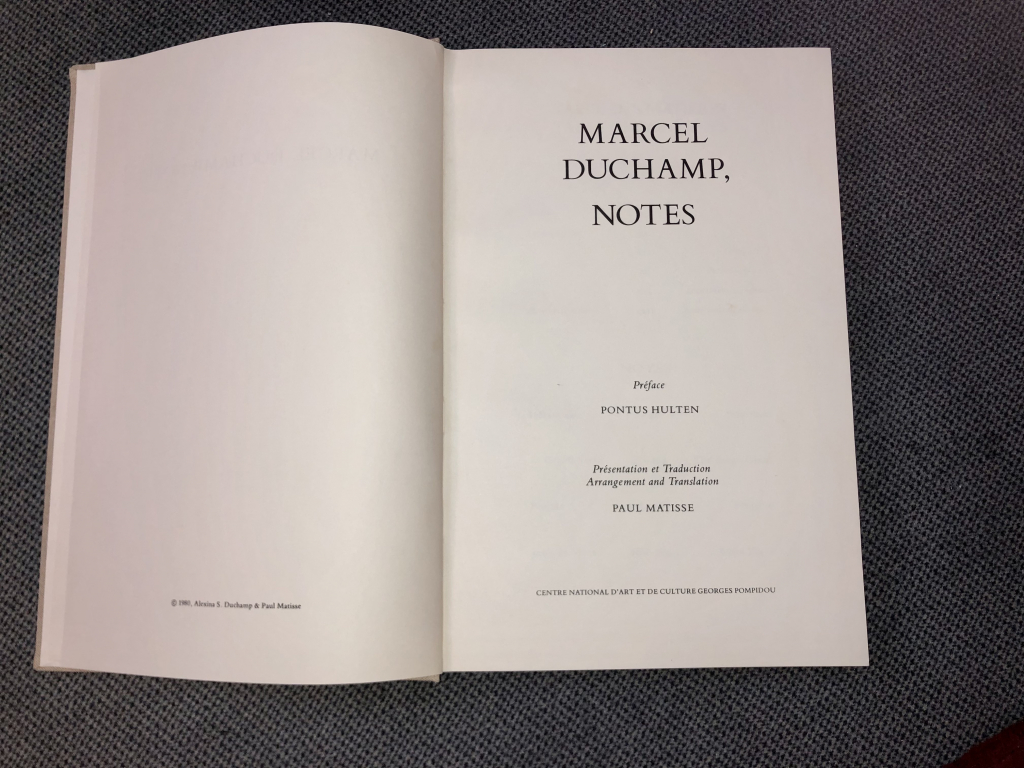 © 1980, Alexina S. Duchamp & Paul Matisse
MARCEL
DUCHAMP,
NOTES
Préface
PONTUS HULTEN
Présentation et Traduction
Arrangement and Translation
PAUL MATISSE
CENTRE NATIONAL D'ART ET DE CULTURE GEORGES POMPIDOU